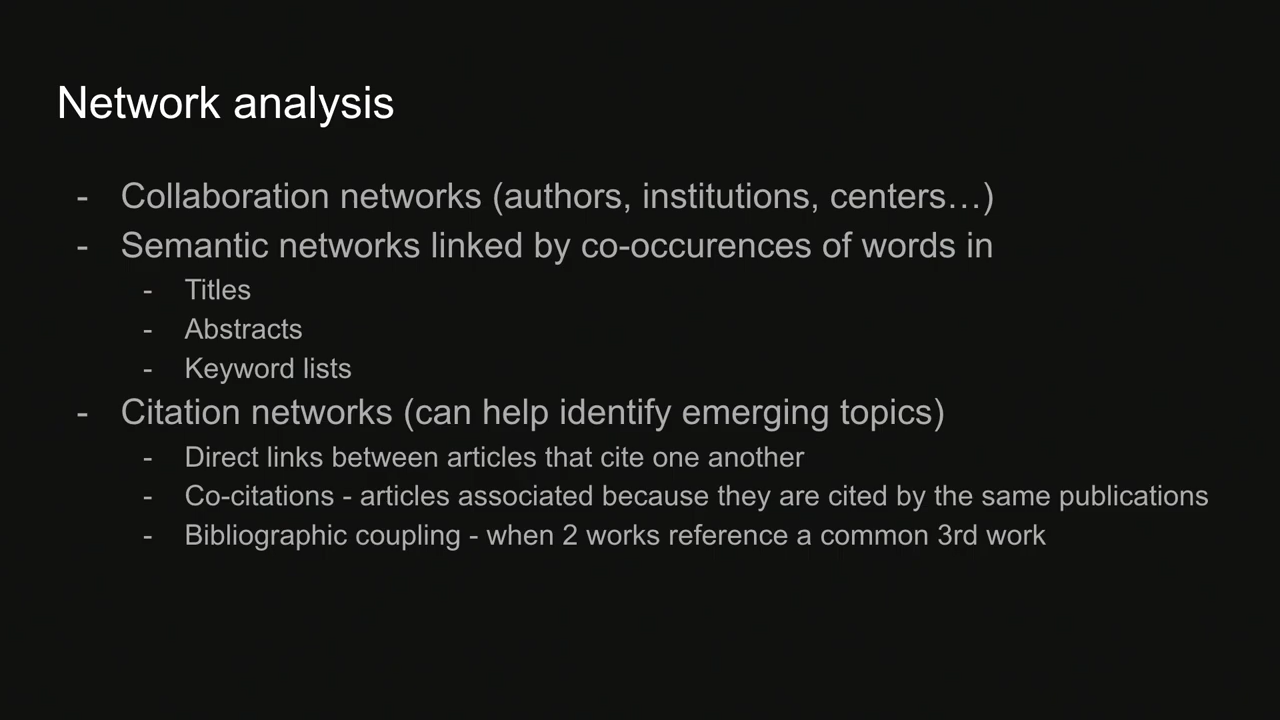 Network analysis
- Collaboration networks (authors, institutions, centers…)
- Semantic networks linked by co-occurences of words in
- Titles
- Abstracts
- Keyword lists
- Citation networks (can help identify emerging topics)
- Direct links between articles that cite one another
- Co-citations - articles associated because they are cited by the same publications
- Bibliographic coupling - when 2 works reference a common 3rd work